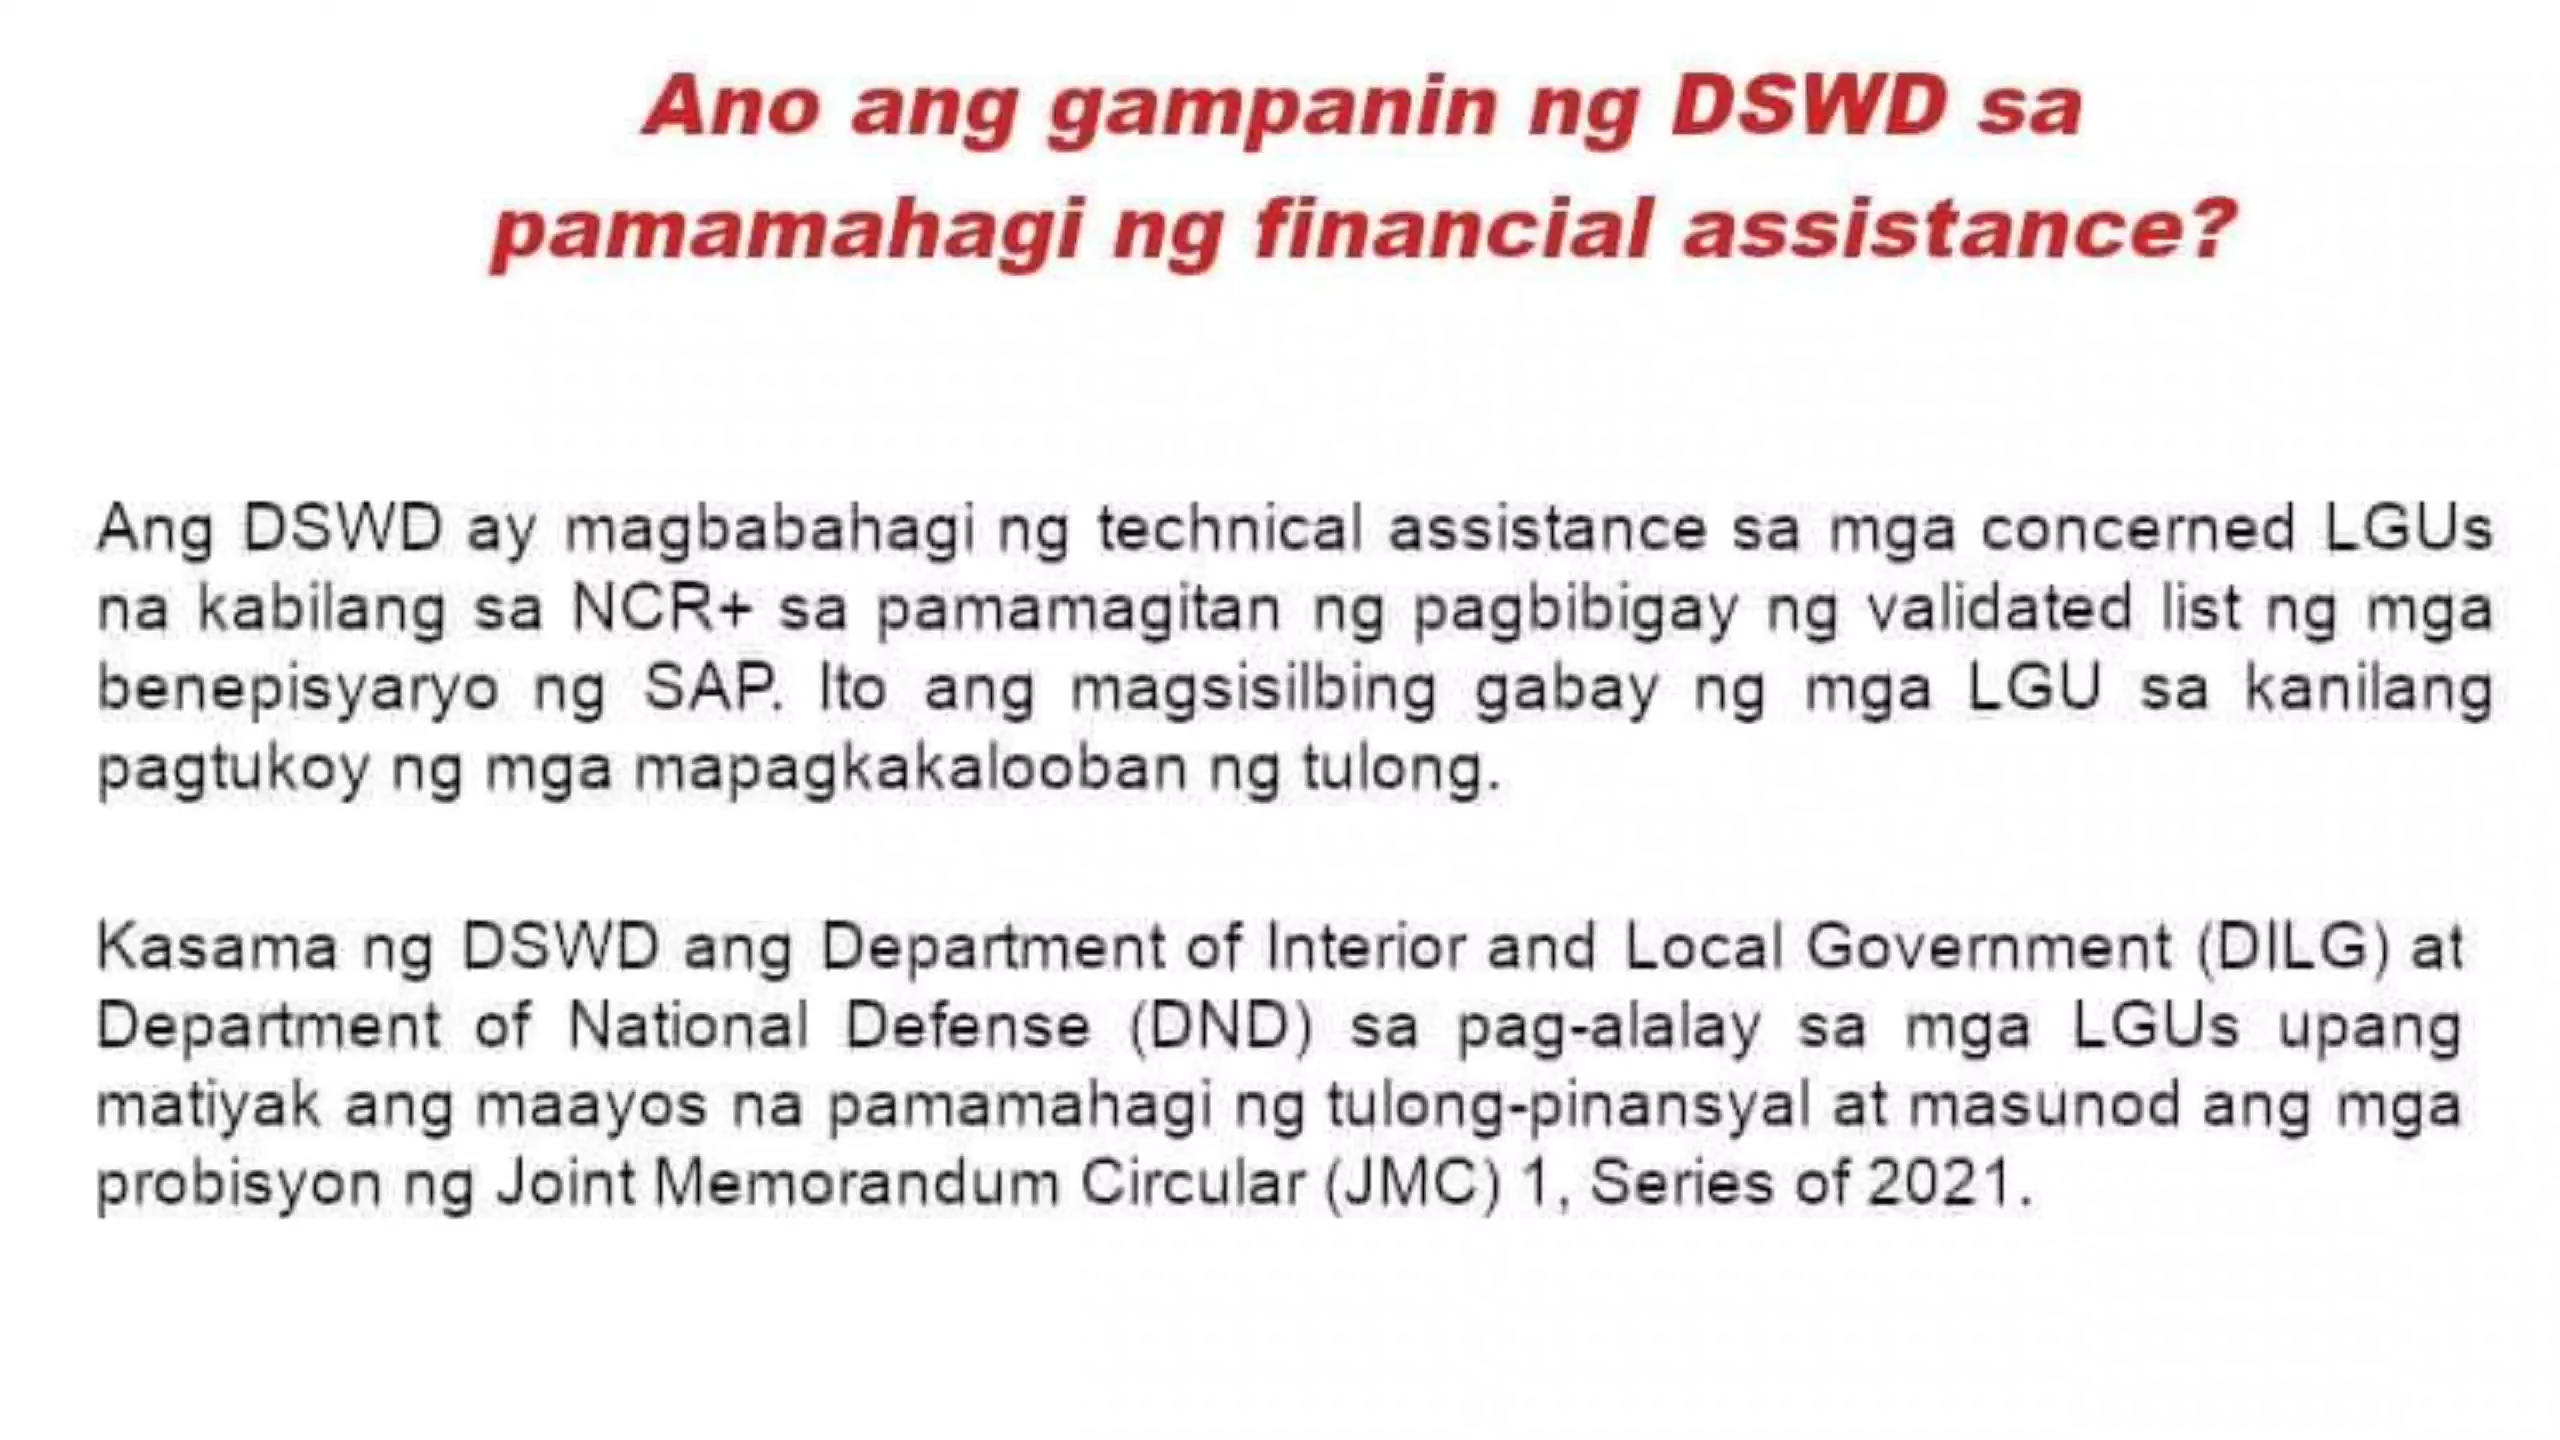 Ano ang gampanin ng DSWD sa
pamamahagi ng financial assistance?
Ang DSWD ay magbabahagi ng technical assistance sa mga concerned LGUs
na kabilang sa NCR+ sa pamamagitan ng pagbibigay ng validated list ng mga
benepisyaryo ng SAP. Ito ang magsisilbing gabay ng mga LGU sa kanilang
pagtukoy ng mga mapagkakalooban ng tulong.
Kasama ng DSWD ang Department of Interior and Local Government (DILG) at
Department of National Defense (DND) sa pag-alalay sa mga LGUs upang
matiyak ang maayos na pamamahagi ng tulong-pinansyal at masunod ang mga
probisyon ng Joint Memorandum Circular (JMC) 1, Series of 2021.